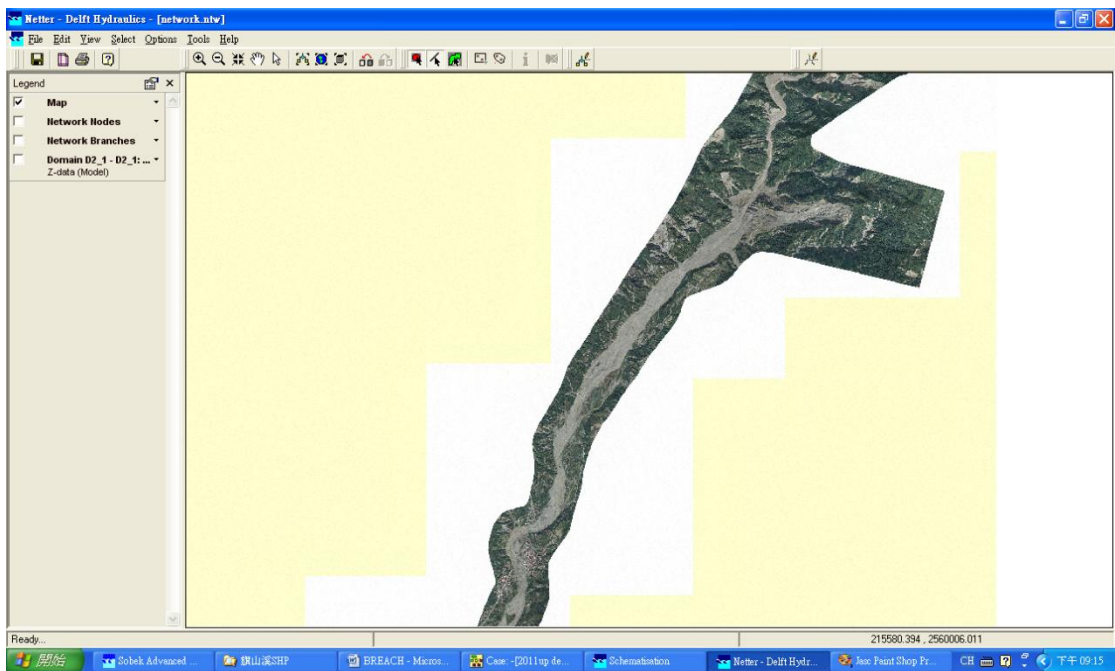 Netter - Delft Hydraulics - [network.ntw]
File Edit View Select Options Tools Help
Legend
Map
Network Nodes
Network Branches
Domain D2_1 - D2_1: ...
Z-data (Model)
Ready...
215580.394 , 2560006.011
開始 Sobek Advanced ... 旗山溪SHP BREACH - Micros... Case: -[2011up de... Schematisation Netter - Delft Hydr... Jasc Paint Shop Pr... CH 下午 09:15